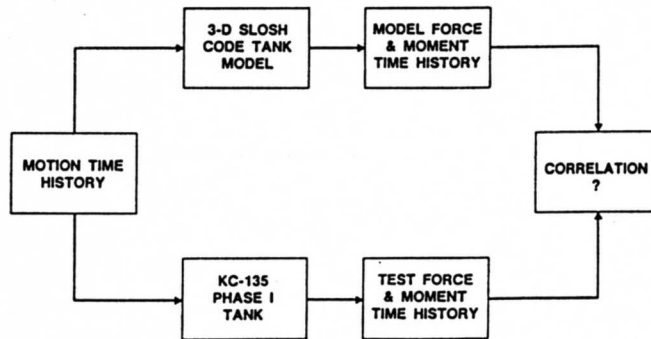 3-D SLOSH
CODE TANK
MODEL
MODEL FORCE
& MOMENT
TIME HISTORY
MOTION TIME
HISTORY
CORRELATION
?
KC-135
PHASE I
TANK
TEST FORCE
& MOMENT
TIME HISTORY